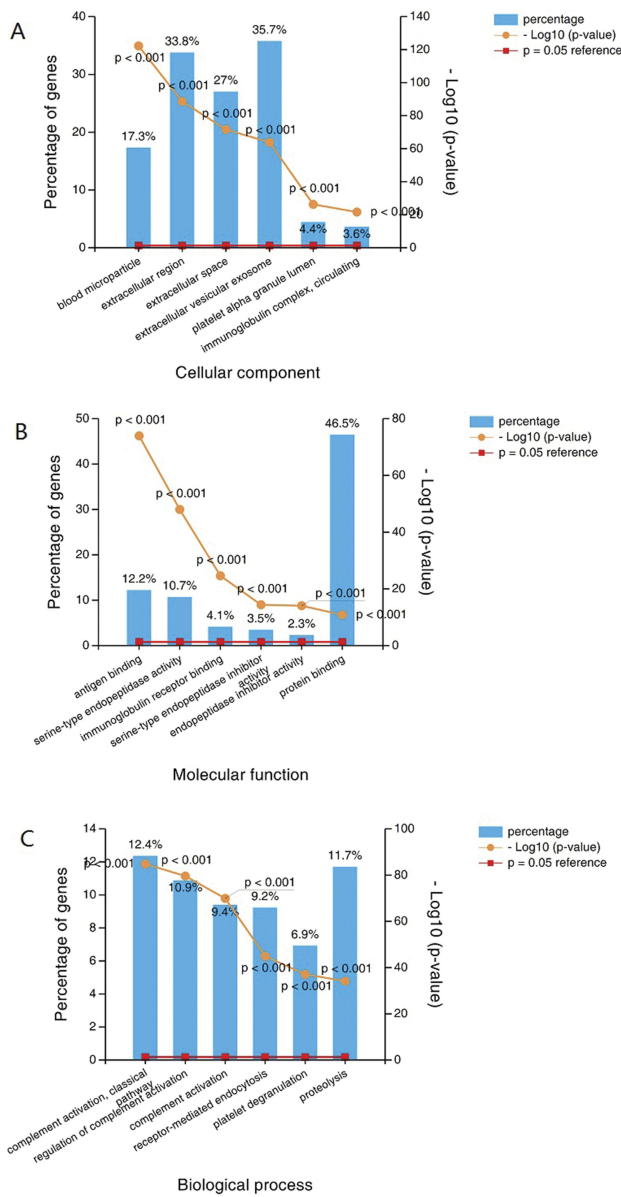 A
percentage
- Log10 (p-value)
p = 0.05 reference
Percentage of genes
- Log10 (p-value)
40
30
20
10
0
140
120
100
80
60
40
20
0
17.3%
33.8%
27%
35.7%
4.4%
3.6%
p < 0.001
p < 0.001
p < 0.001
p < 0.001
p < 0.001
p < 0.001
blood microparticle
extracellular region
extracellular space
extracellular vesicular exosome
platelet alpha granule lumen
immunoglobulin complex, circulating
Cellular component
B
percentage
- Log10 (p-value)
p = 0.05 reference
Percentage of genes
- Log10 (p-value)
50
40
30
20
10
0
80
60
40
20
0
12.2%
10.7%
4.1%
3.5%
2.3%
46.5%
p < 0.001
p < 0.001
p < 0.001
p < 0.001
p < 0.001
p < 0.001
antigen binding
serine-type endopeptidase activity
immunoglobulin receptor binding
serine-type endopeptidase inhibitor
activity
endopeptidase inhibitor activity
protein binding
Molecular function
C
percentage
- Log10 (p-value)
p = 0.05 reference
Percentage of genes
- Log10 (p-value)
14
12
10
8
6
4
2
0
100
80
60
40
20
0
12.4%
10.9%
9.4%
9.2%
6.9%
11.7%
p < 0.001
p < 0.001
p < 0.001
p < 0.001
p < 0.001
p < 0.001
complement activation, classical
pathway
regulation of complement activation
complement activation
receptor-mediated endocytosis
platelet degranulation
proteolysis
Biological process